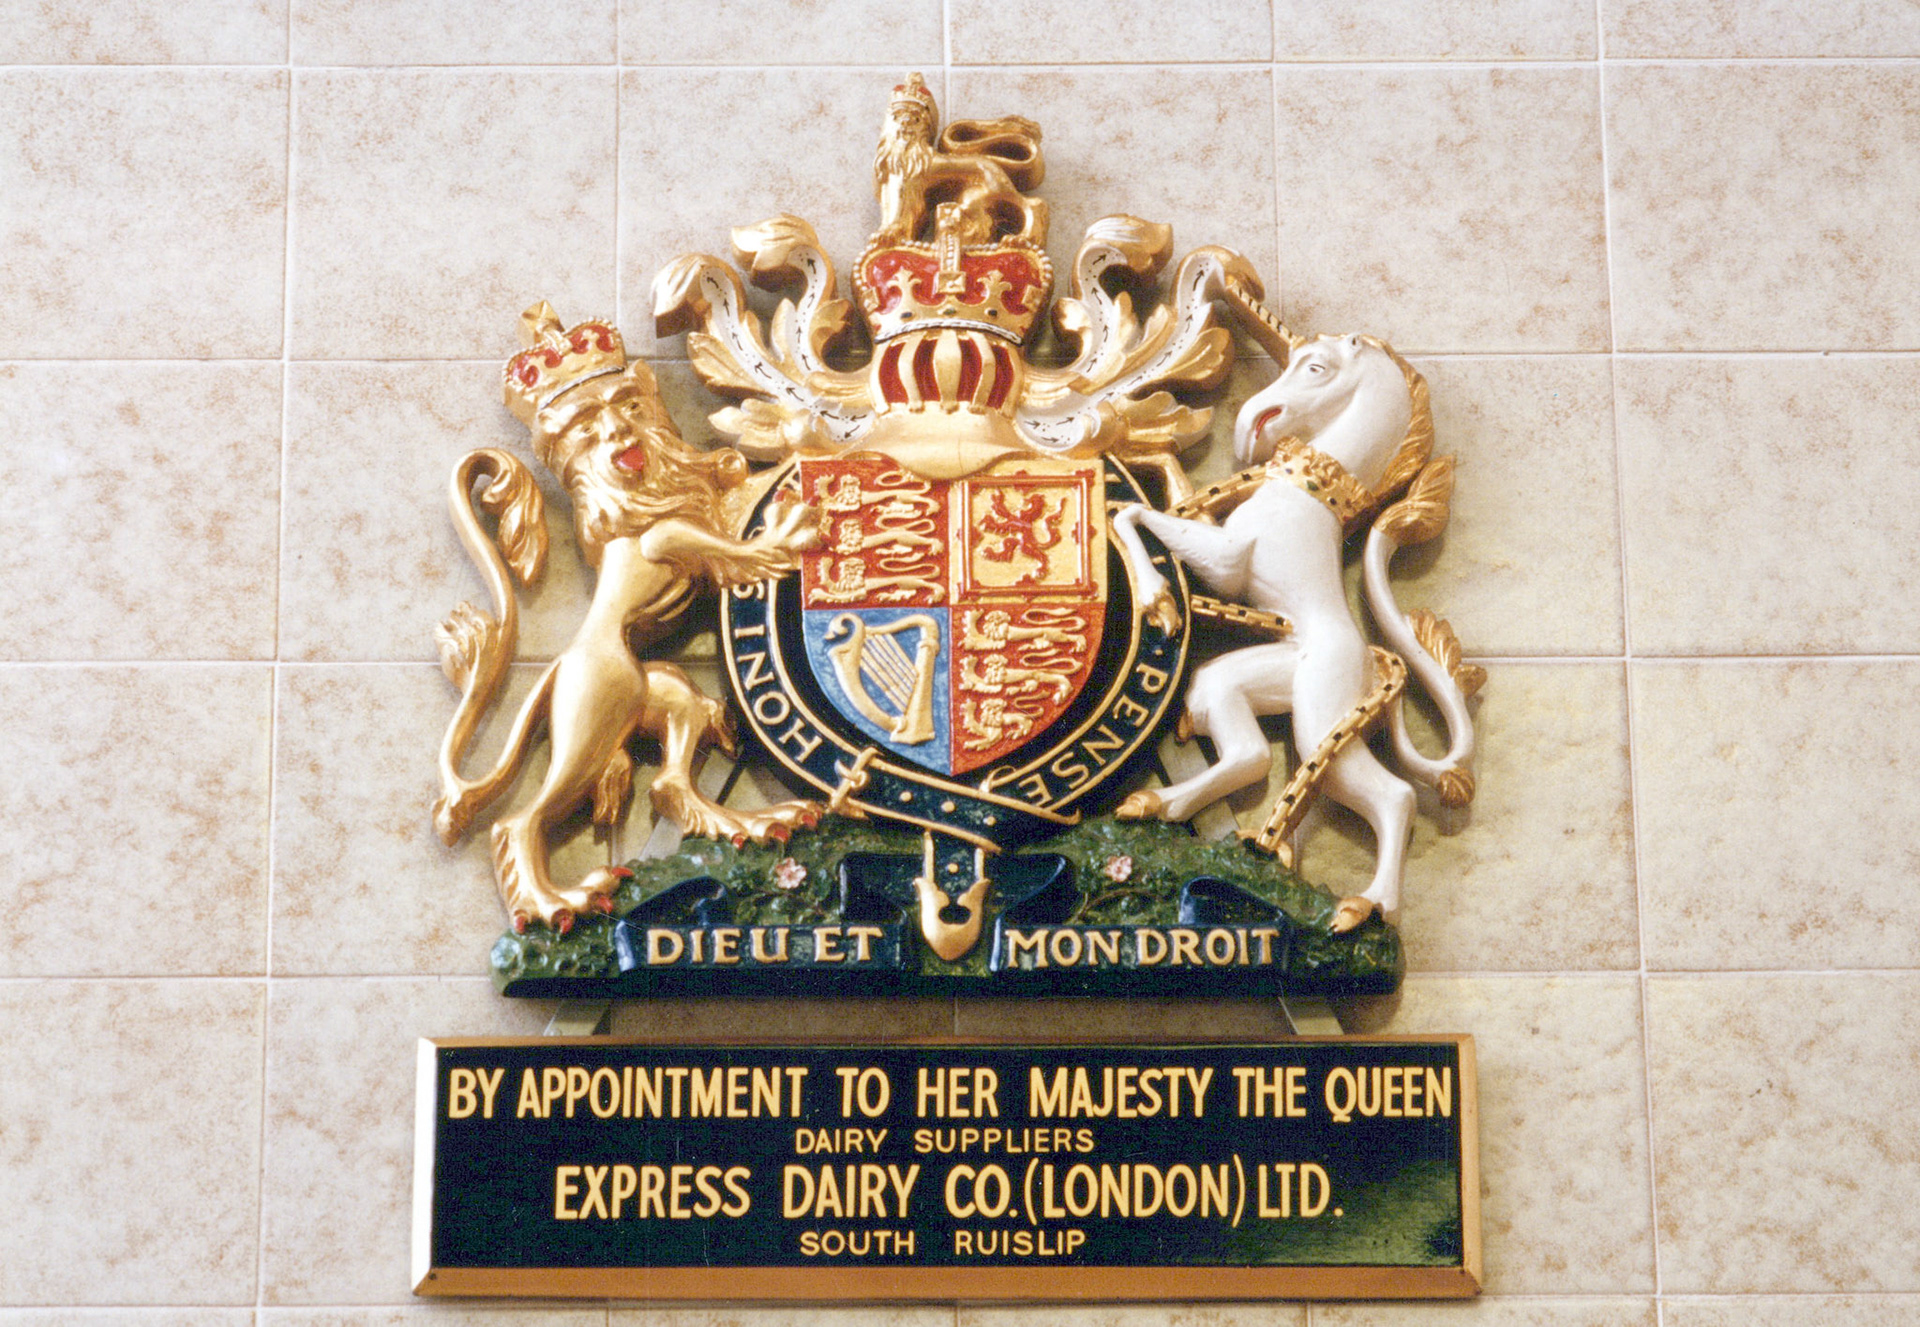 HONI S
PENSE
DIEU ET MON DROIT
BY APPOINTMENT TO HER MAJESTY THE QUEEN
DAIRY SUPPLIERS
EXPRESS DAIRY CO.(LONDON) LTD.
SOUTH RUISLIP